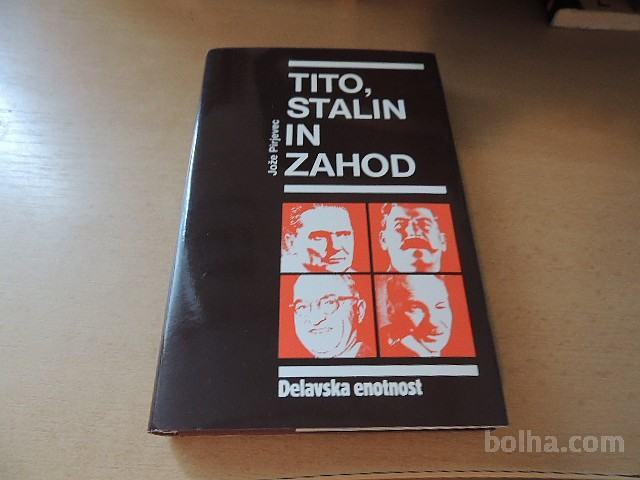 TITO,
STALIN
IN
ZAHOD
Jože Pirjevec
Delavska enotnost
bolha.com